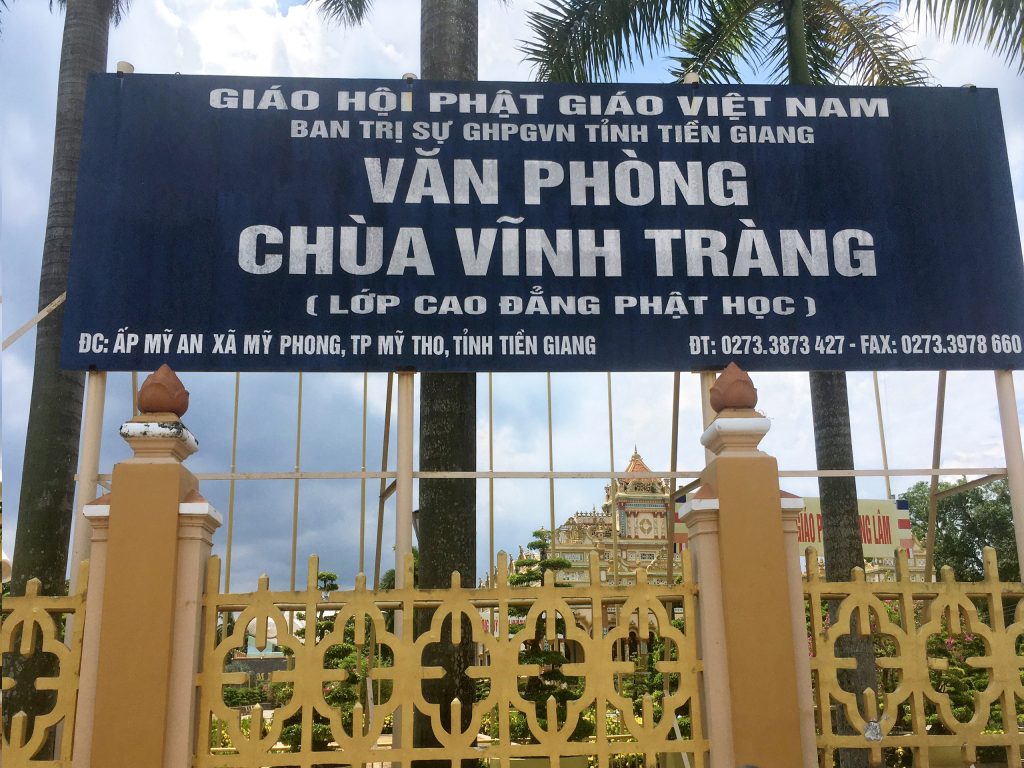 GIÁO HỘI PHẬT GIÁO VIỆT NAM
BAN TRỊ SỰ GHPGVN TỈNH TIỀN GIANG
VĂN PHÒNG
CHÙA VĨNH TRÀNG
( LỚP CAO ĐẲNG PHẬT HỌC )
ĐC: ẤP MỸ AN XÃ MỸ PHONG, TP MỸ THO, TỈNH TIỀN GIANG ĐT: 0273.3873 427 - FAX: 0273.3978 660
LÂM